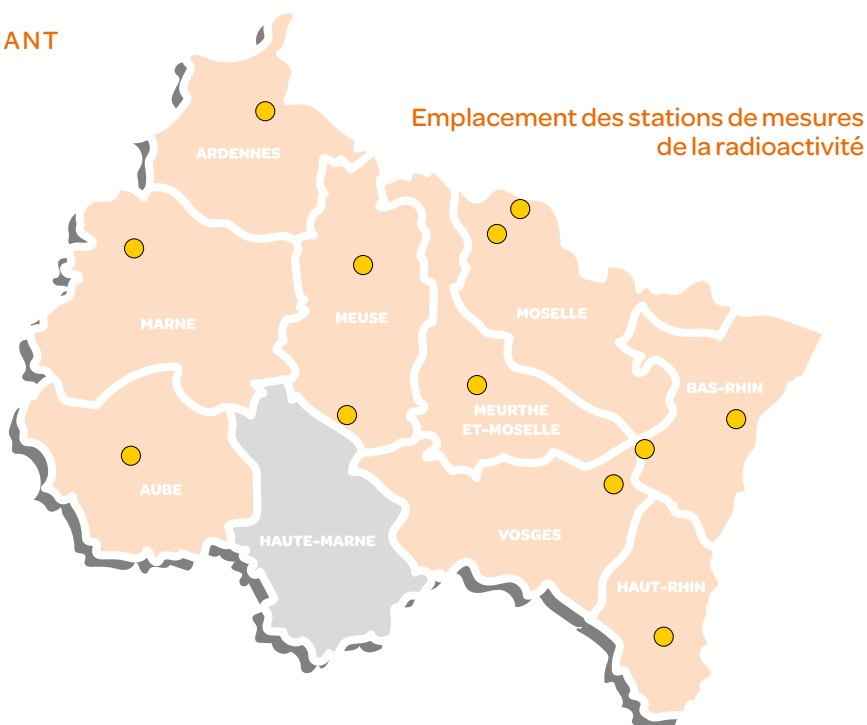 Emplacement des stations de mesures
de la radioactivité
ARDENNES
MARNE
MEUSE
MOSELLE
BAS-RHIN
MEURTHE
ET-MOSELLE
AUBE
HAUTE-MARNE
VOSGES
HAUT-RHIN